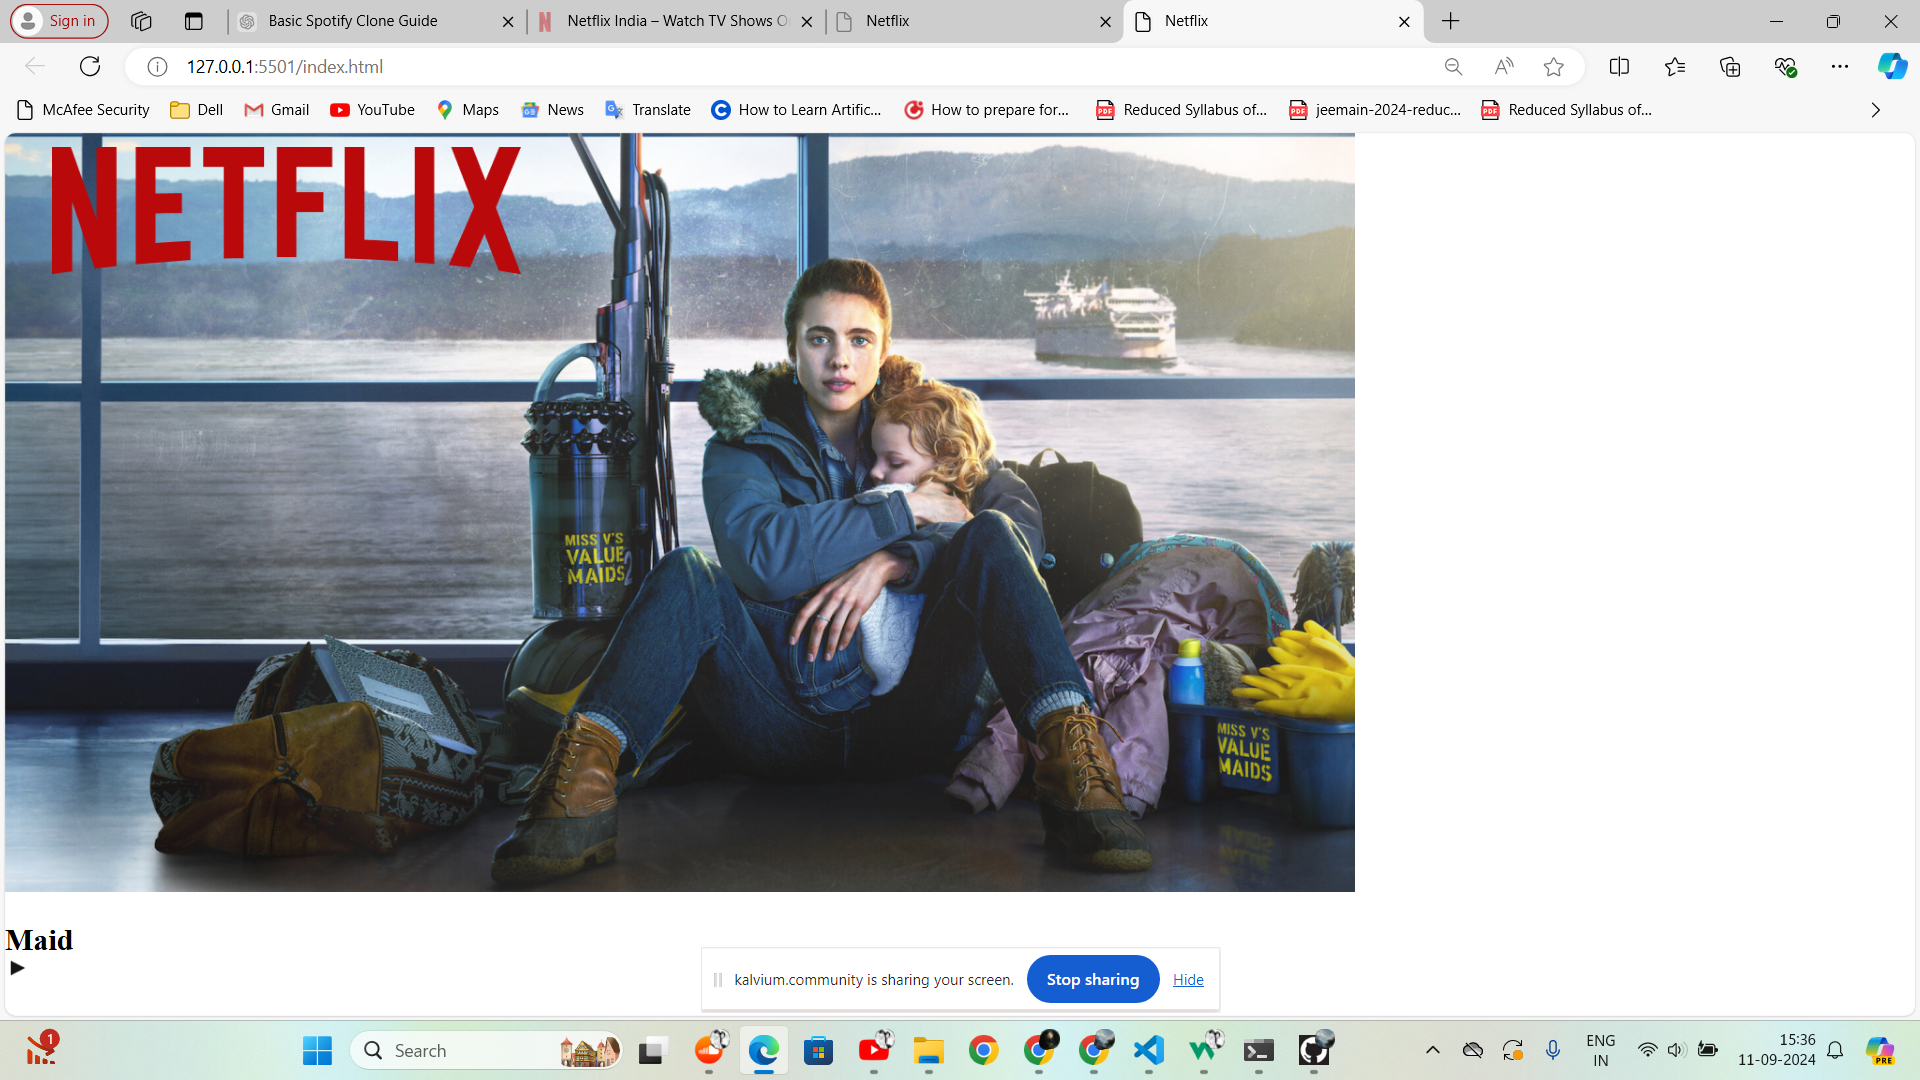 Sign in
Basic Spotify Clone Guide
Netflix India – Watch TV Shows O
Netflix
Netflix
127.0.0.1:5501/index.html
McAfee Security
Dell
Gmail
YouTube
Maps
News
Translate
How to Learn Artific...
How to prepare for...
Reduced Syllabus of...
jeemain-2024-reduc...
Reduced Syllabus of...
NETFLIX
MISS V'S
VALUE
MAIDS
MISS V'S
VALUE
MAIDS
Maid
kalvium.community is sharing your screen.
Stop sharing
Hide
1
Search
ENG
IN
15:36
11-09-2024
PRE